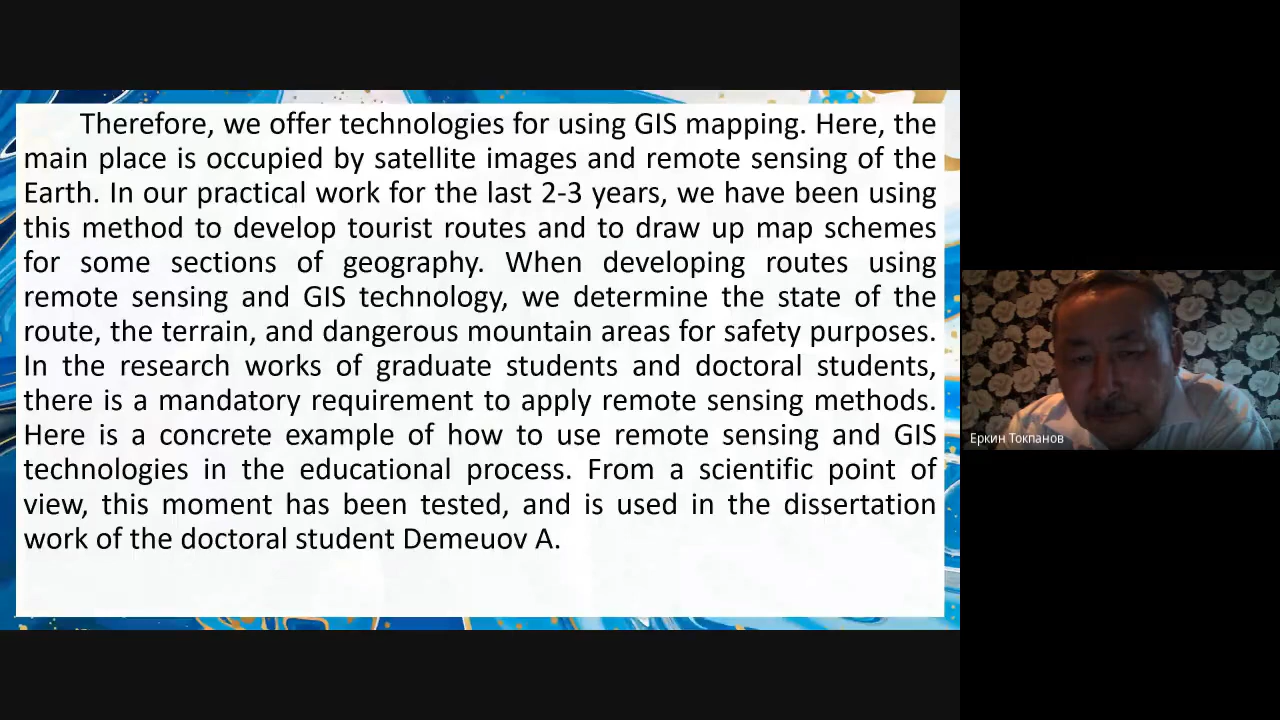 Therefore, we offer technologies for using GIS mapping. Here, the
main place is occupied by satellite images and remote sensing of the
Earth. In our practical work for the last 2-3 years, we have been using
this method to develop tourist routes and to draw up map schemes
for some sections of geography. When developing routes using
remote sensing and GIS technology, we determine the state of the
route, the terrain, and dangerous mountain areas for safety purposes.
In the research works of graduate students and doctoral students,
there is a mandatory requirement to apply remote sensing methods.
Here is a concrete example of how to use remote sensing and GIS
technologies in the educational process. From a scientific point of
view, this moment has been tested, and is used in the dissertation
work of the doctoral student Demeuov A.
Еркин Токпанов